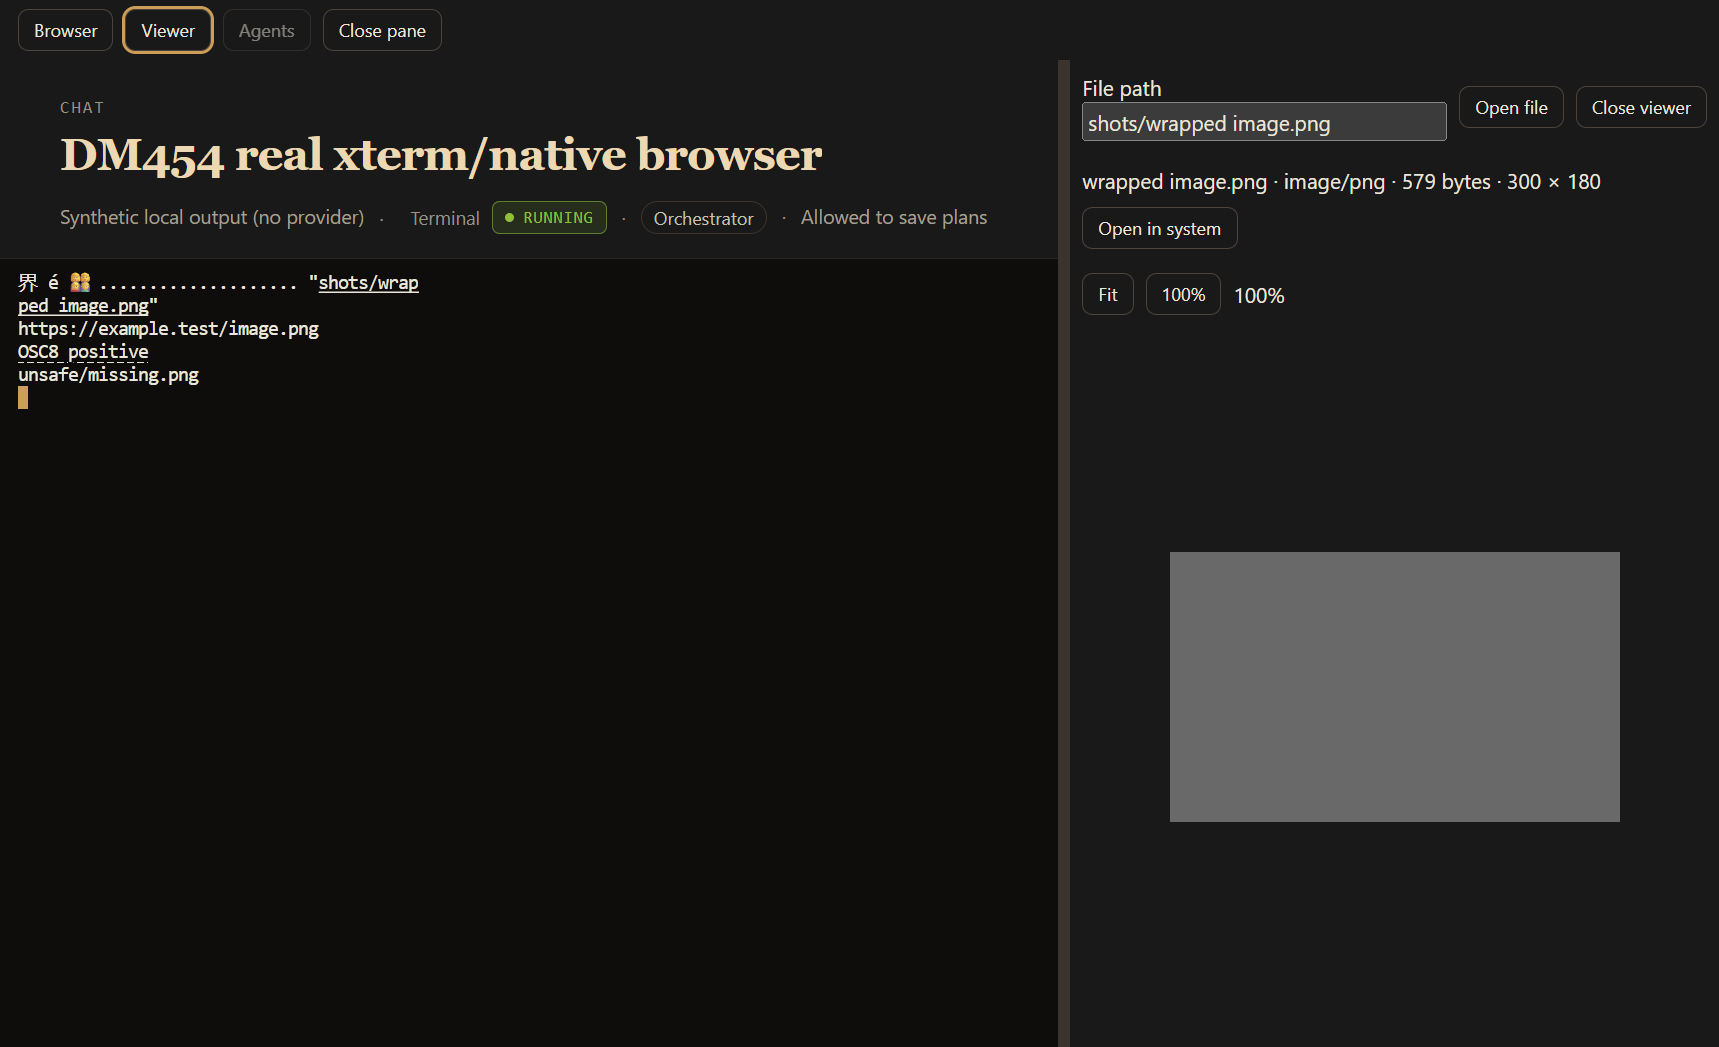 Browser Viewer Agents Close pane
CHAT
DM454 real xterm/native browser
Synthetic local output (no provider) · Terminal ● RUNNING · Orchestrator · Allowed to save plans
界 é 👩‍👩‍👧‍👦 .................... "shots/wrap
ped image.png"
https://example.test/image.png
OSC8 positive
unsafe/missing.png
File path
shots/wrapped image.png
Open file Close viewer
wrapped image.png · image/png · 579 bytes · 300 × 180
Open in system
Fit 100% 100%